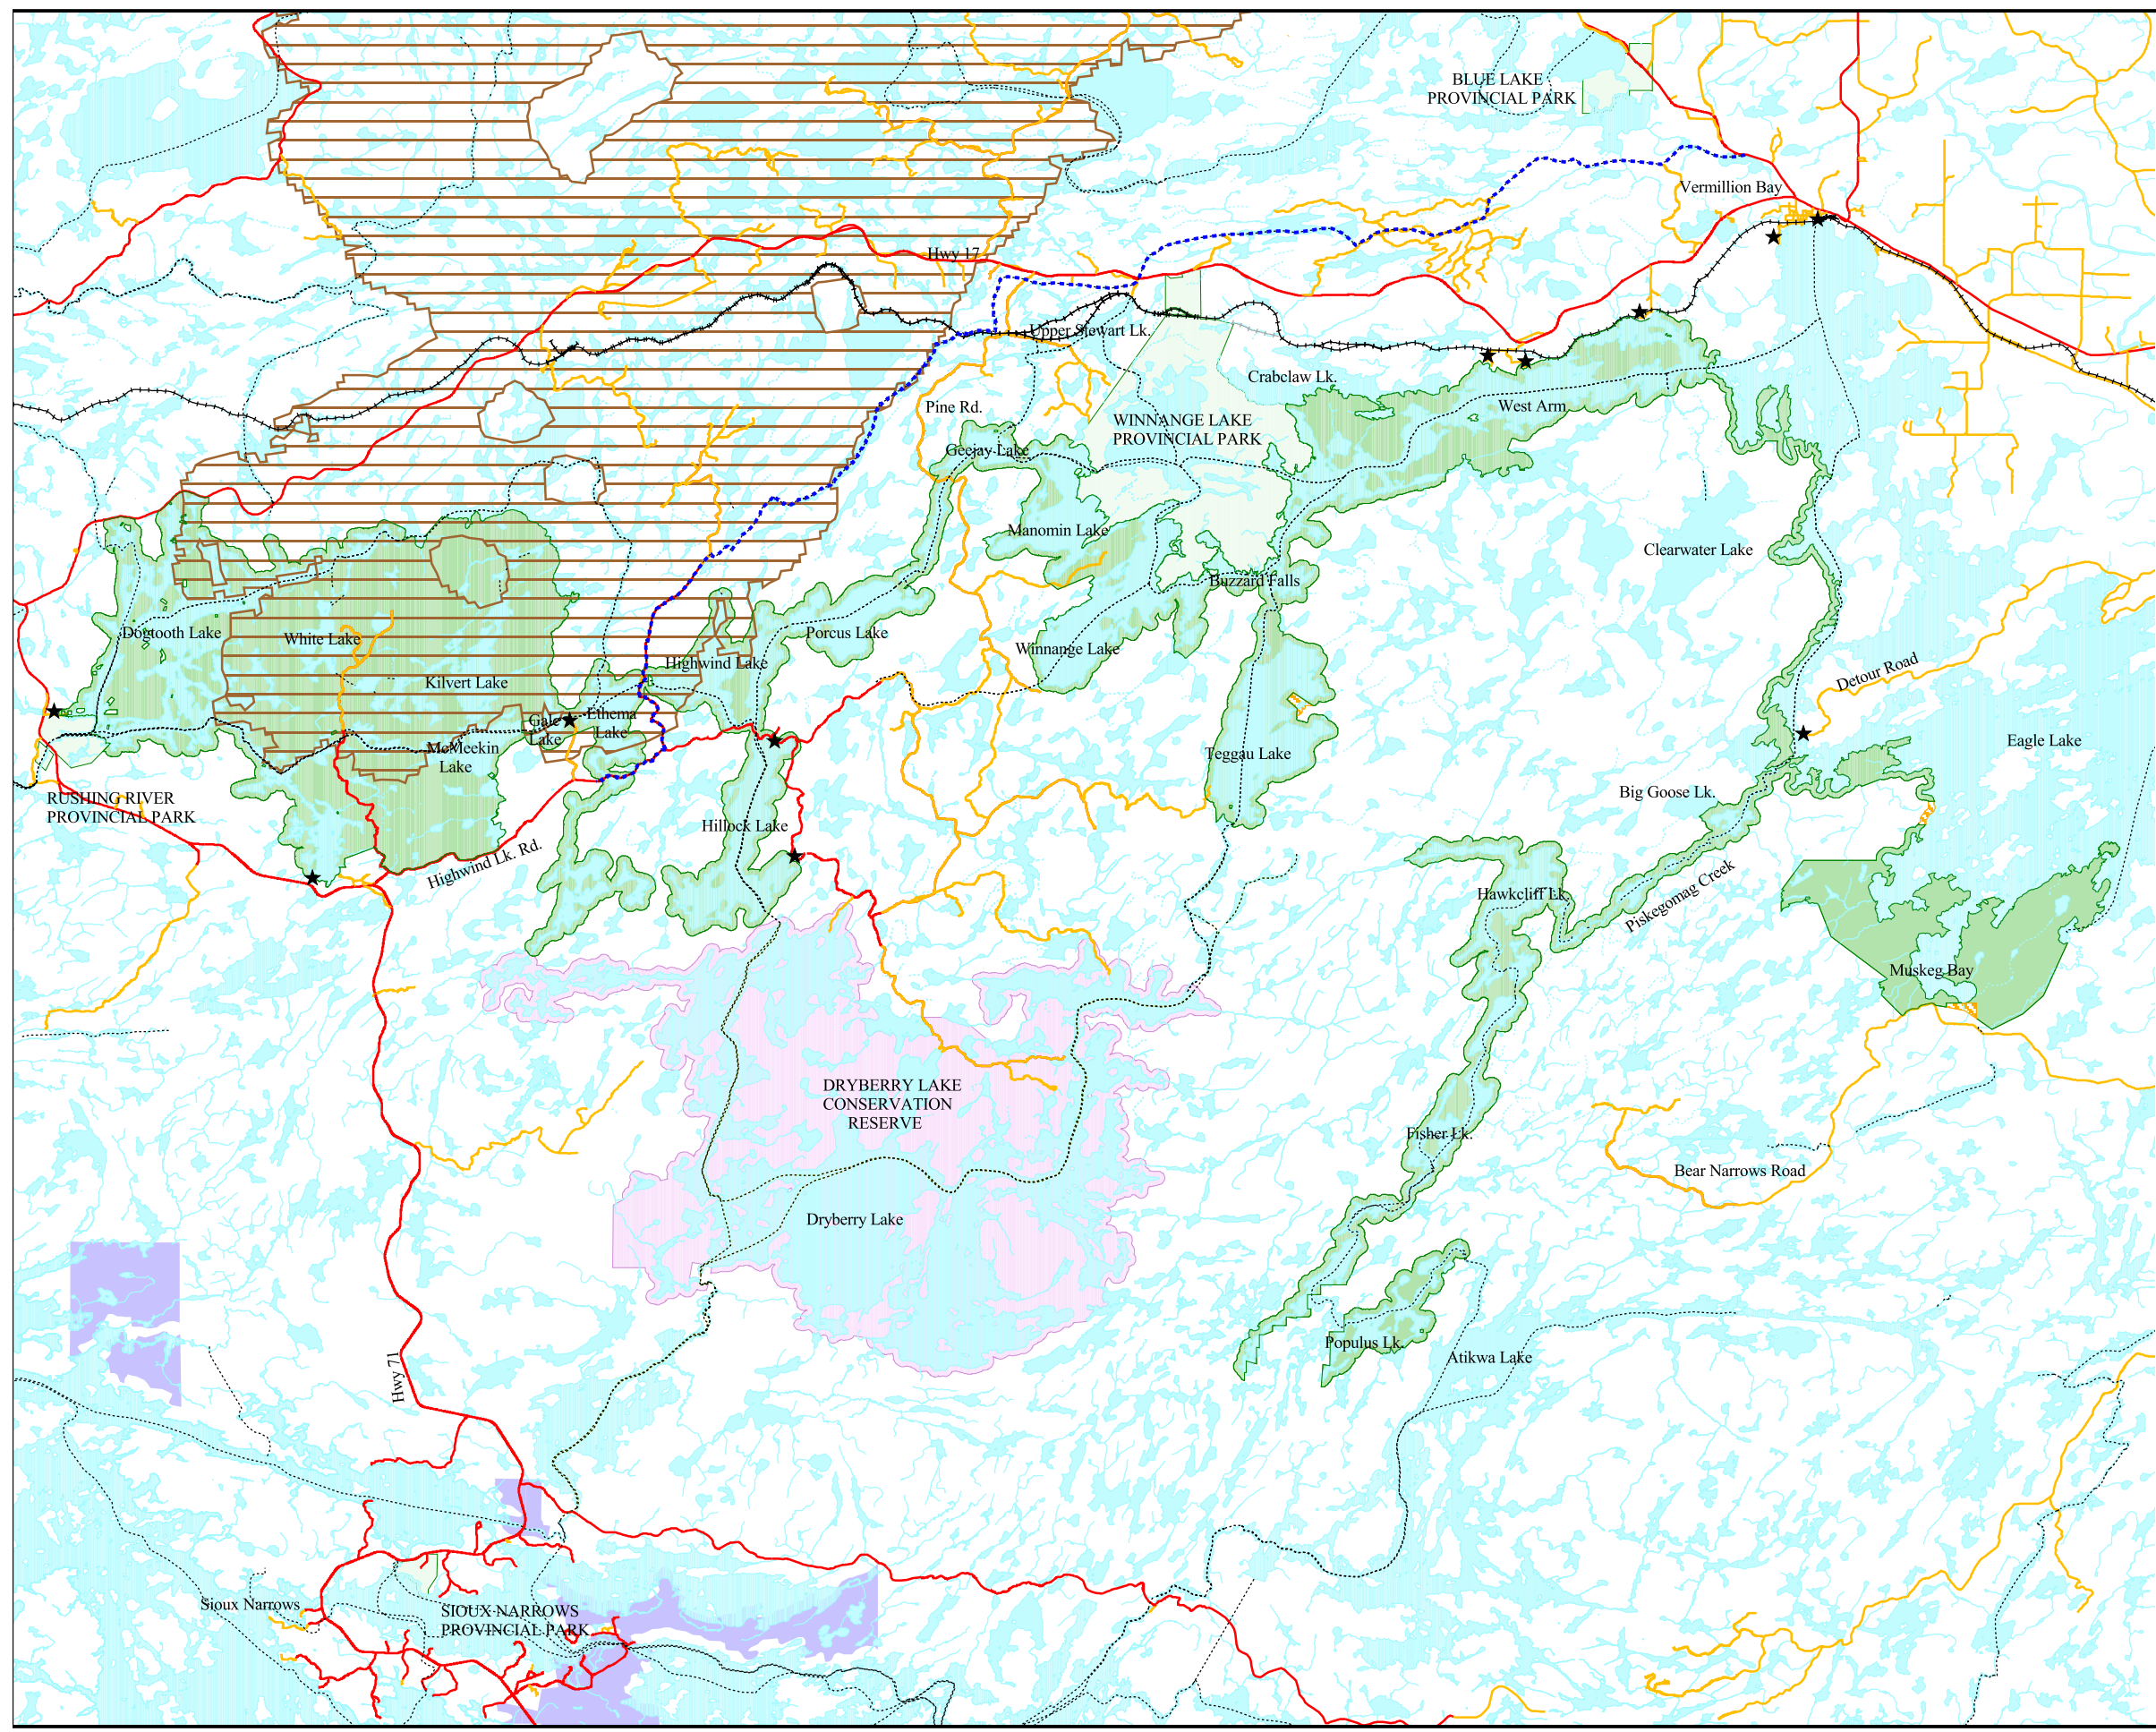 BLUE LAKE
PROVINCIAL PARK
Vermillion Bay
Hwy 17
Upper Stewart Lk.
Crabclaw Lk.
Pine Rd.
West Arm
WINNANGE LAKE
PROVINCIAL PARK
Geejay Lake
Manomin Lake
Clearwater Lake
Buzzard Falls
Dogtooth Lake
White Lake
Porcus Lake
Winnange Lake
Highwind Lake
Kilvert Lake
Detour Road
Gale
Lake
Ethema
Lake
McMeekin
Lake
Teggau Lake
Eagle Lake
RUSHING RIVER
PROVINCIAL PARK
Big Goose Lk.
Hillock Lake
Highwind Lk. Rd.
Hawkcliff Lk.
Piskegomag Creek
Muskeg Bay
DRYBERRY LAKE
CONSERVATION
RESERVE
Fisher Lk.
Bear Narrows Road
Dryberry Lake
Populus Lk.
Atikwa Lake
Hwy 71
Sioux Narrows
SIOUX NARROWS
PROVINCIAL PARK